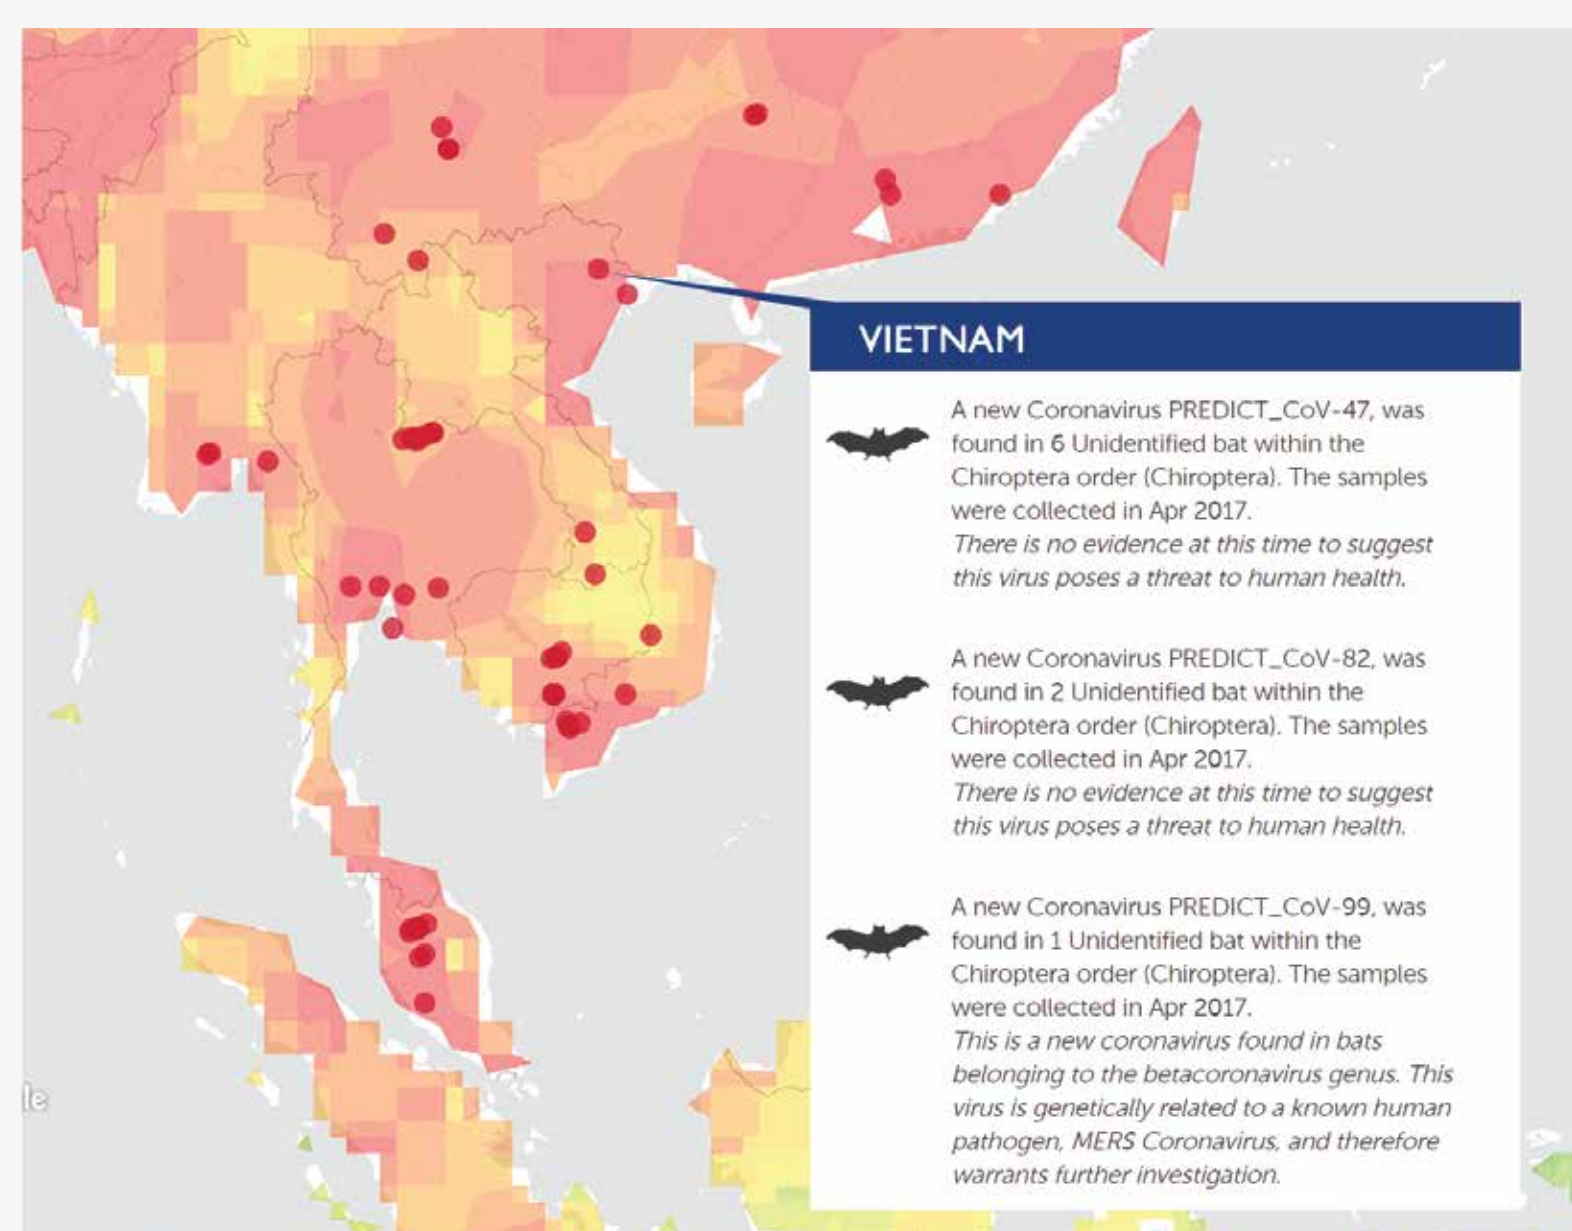 VIETNAM
A new Coronavirus PREDICT_CoV-47, was
found in 6 Unidentified bat within the
Chiroptera order (Chiroptera). The samples
were collected in Apr 2017.
There is no evidence at this time to suggest
this virus poses a threat to human health.
A new Coronavirus PREDICT_CoV-82, was
found in 2 Unidentified bat within the
Chiroptera order (Chiroptera). The samples
were collected in Apr 2017.
There is no evidence at this time to suggest
this virus poses a threat to human health.
A new Coronavirus PREDICT_CoV-99, was
found in 1 Unidentified bat within the
Chiroptera order (Chiroptera). The samples
were collected in Apr 2017.
This is a new coronavirus found in bats
belonging to the betacoronavirus genus. This
virus is genetically related to a known human
pathogen, MERS Coronavirus, and therefore
warrants further investigation.
le